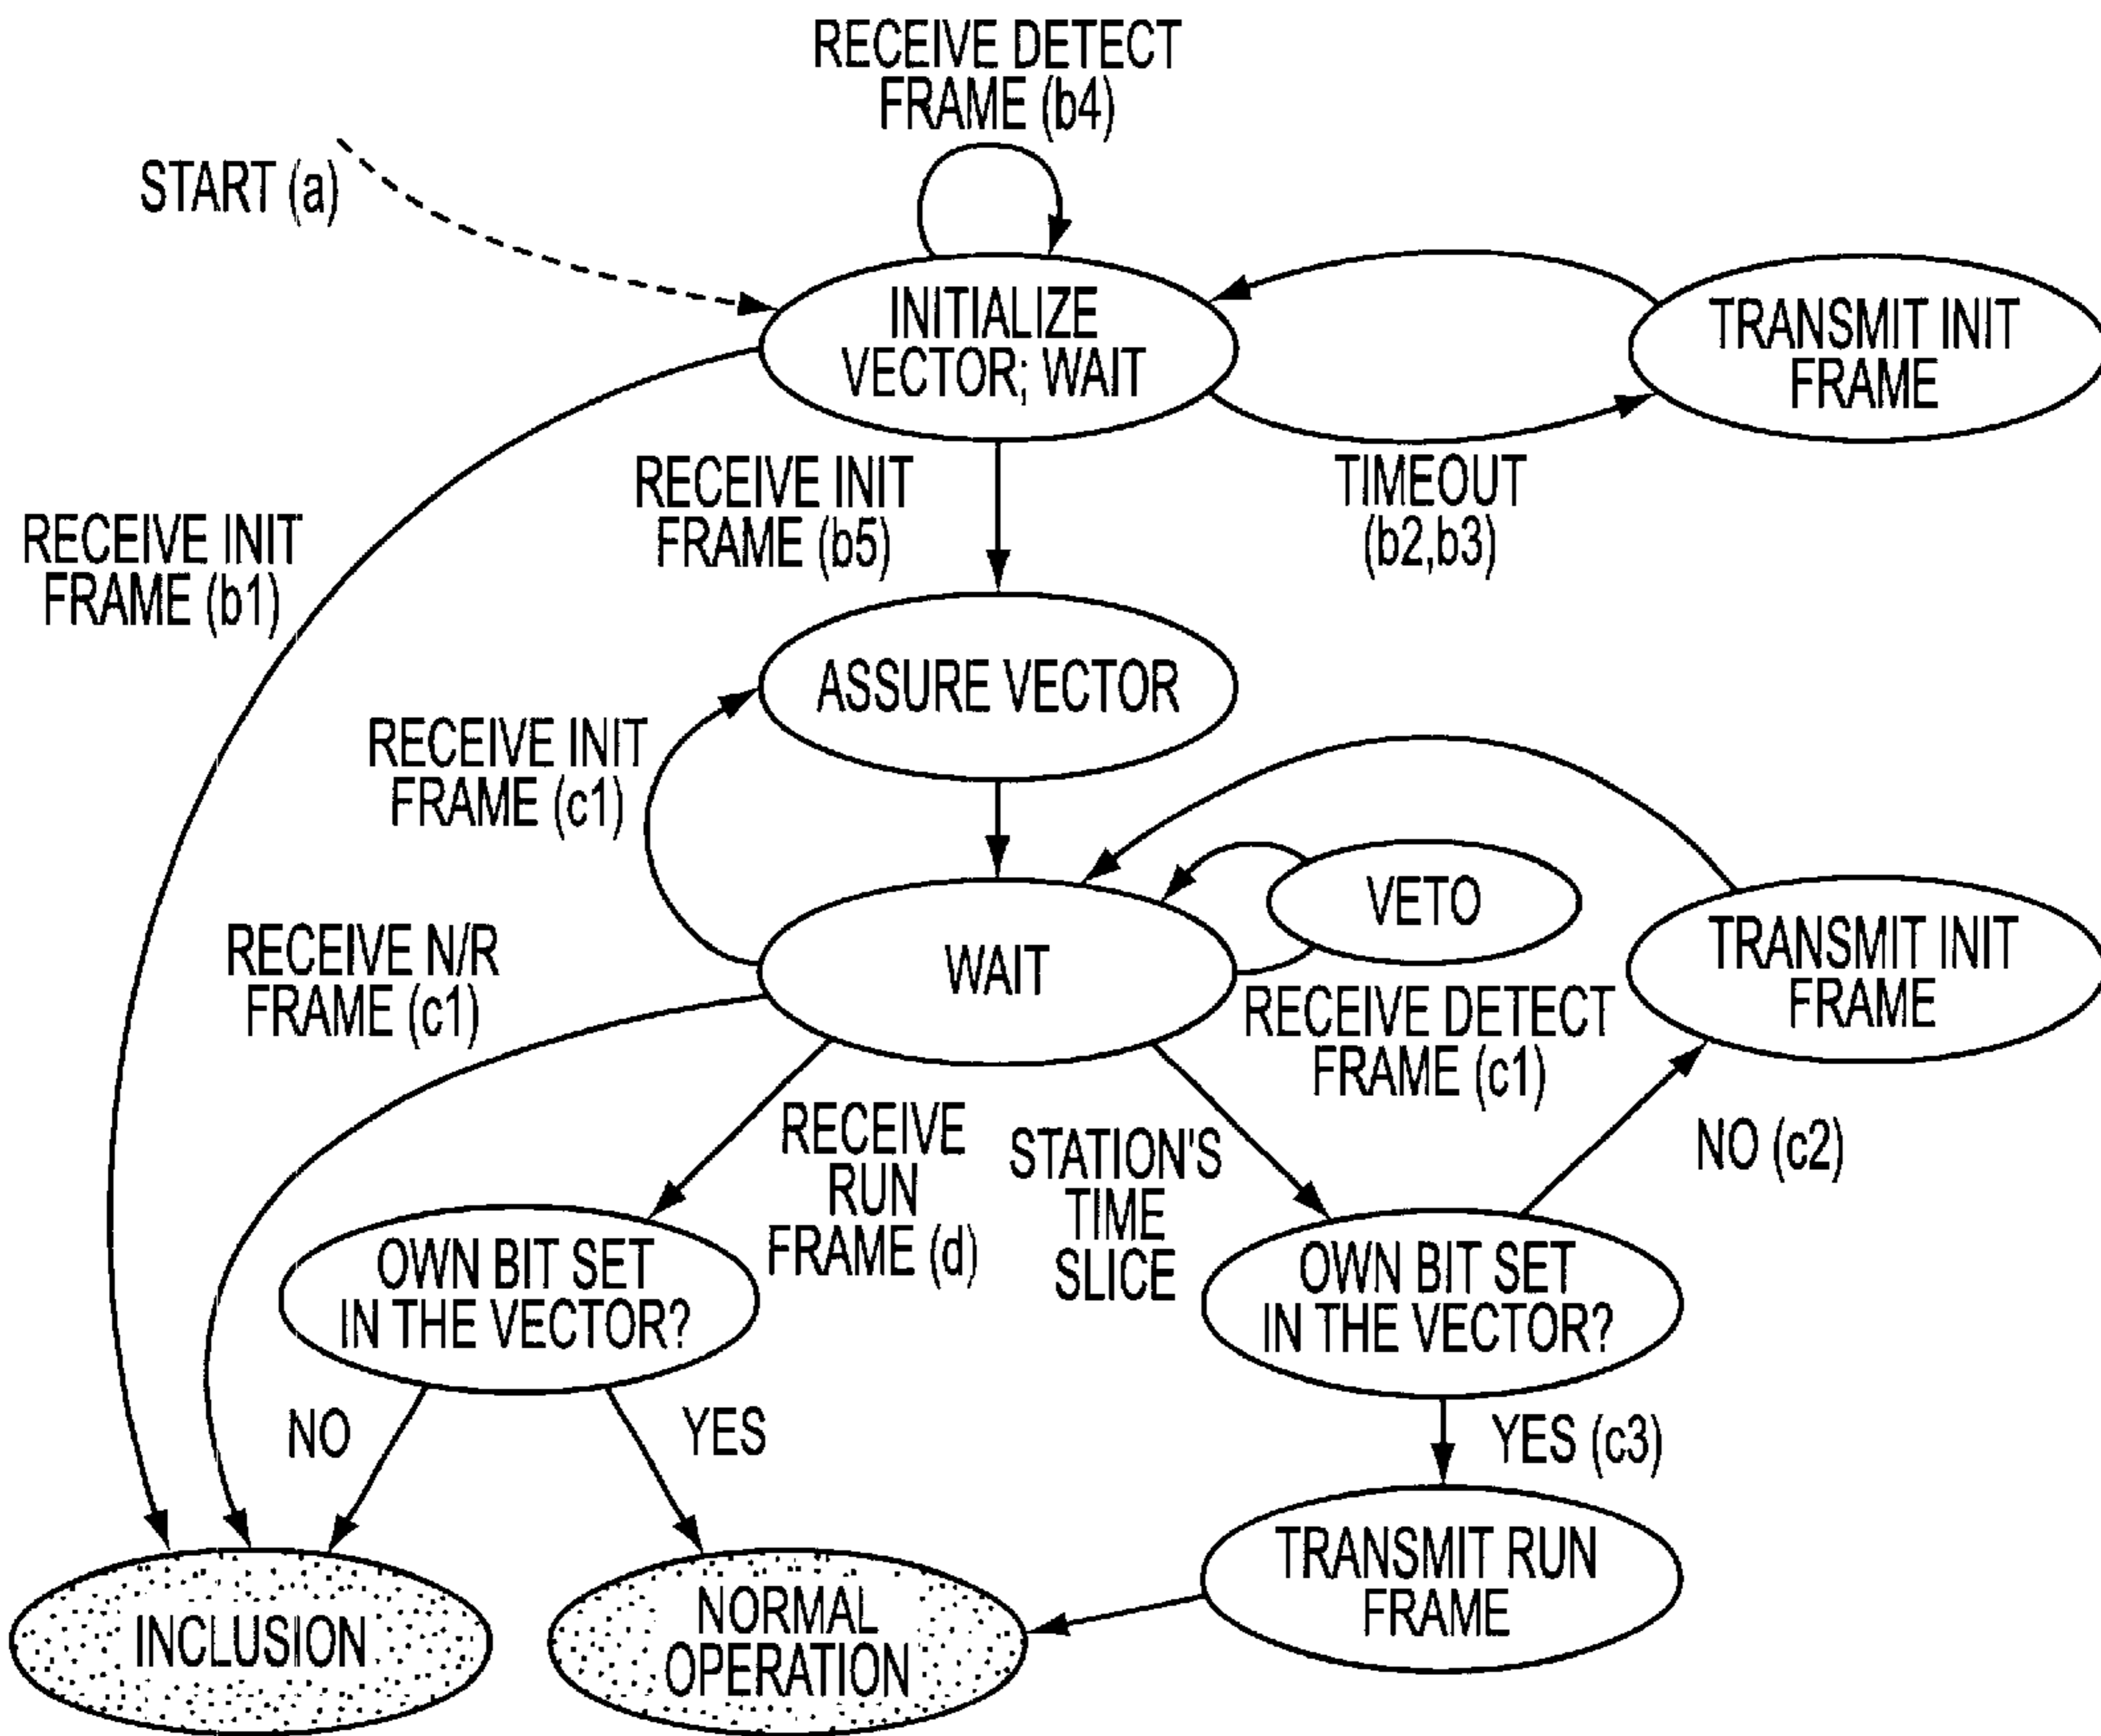 RECEIVE DETECT
FRAME (b4)
START (a)
INITIALIZE
VECTOR; WAIT
TRANSMIT INIT
FRAME
RECEIVE INIT
FRAME (b5)
TIMEOUT
(b2,b3)
RECEIVE INIT
FRAME (b1)
ASSURE VECTOR
RECEIVE INIT
FRAME (c1)
VETO
RECEIVE N/R
FRAME (c1)
WAIT
TRANSMIT INIT
FRAME
RECEIVE DETECT
FRAME (c1)
RECEIVE
RUN
FRAME (d)
STATION'S
TIME
SLICE
NO (c2)
OWN BIT SET
IN THE VECTOR?
OWN BIT SET
IN THE VECTOR?
NO
YES
YES (c3)
TRANSMIT RUN
FRAME
INCLUSION
NORMAL
OPERATION